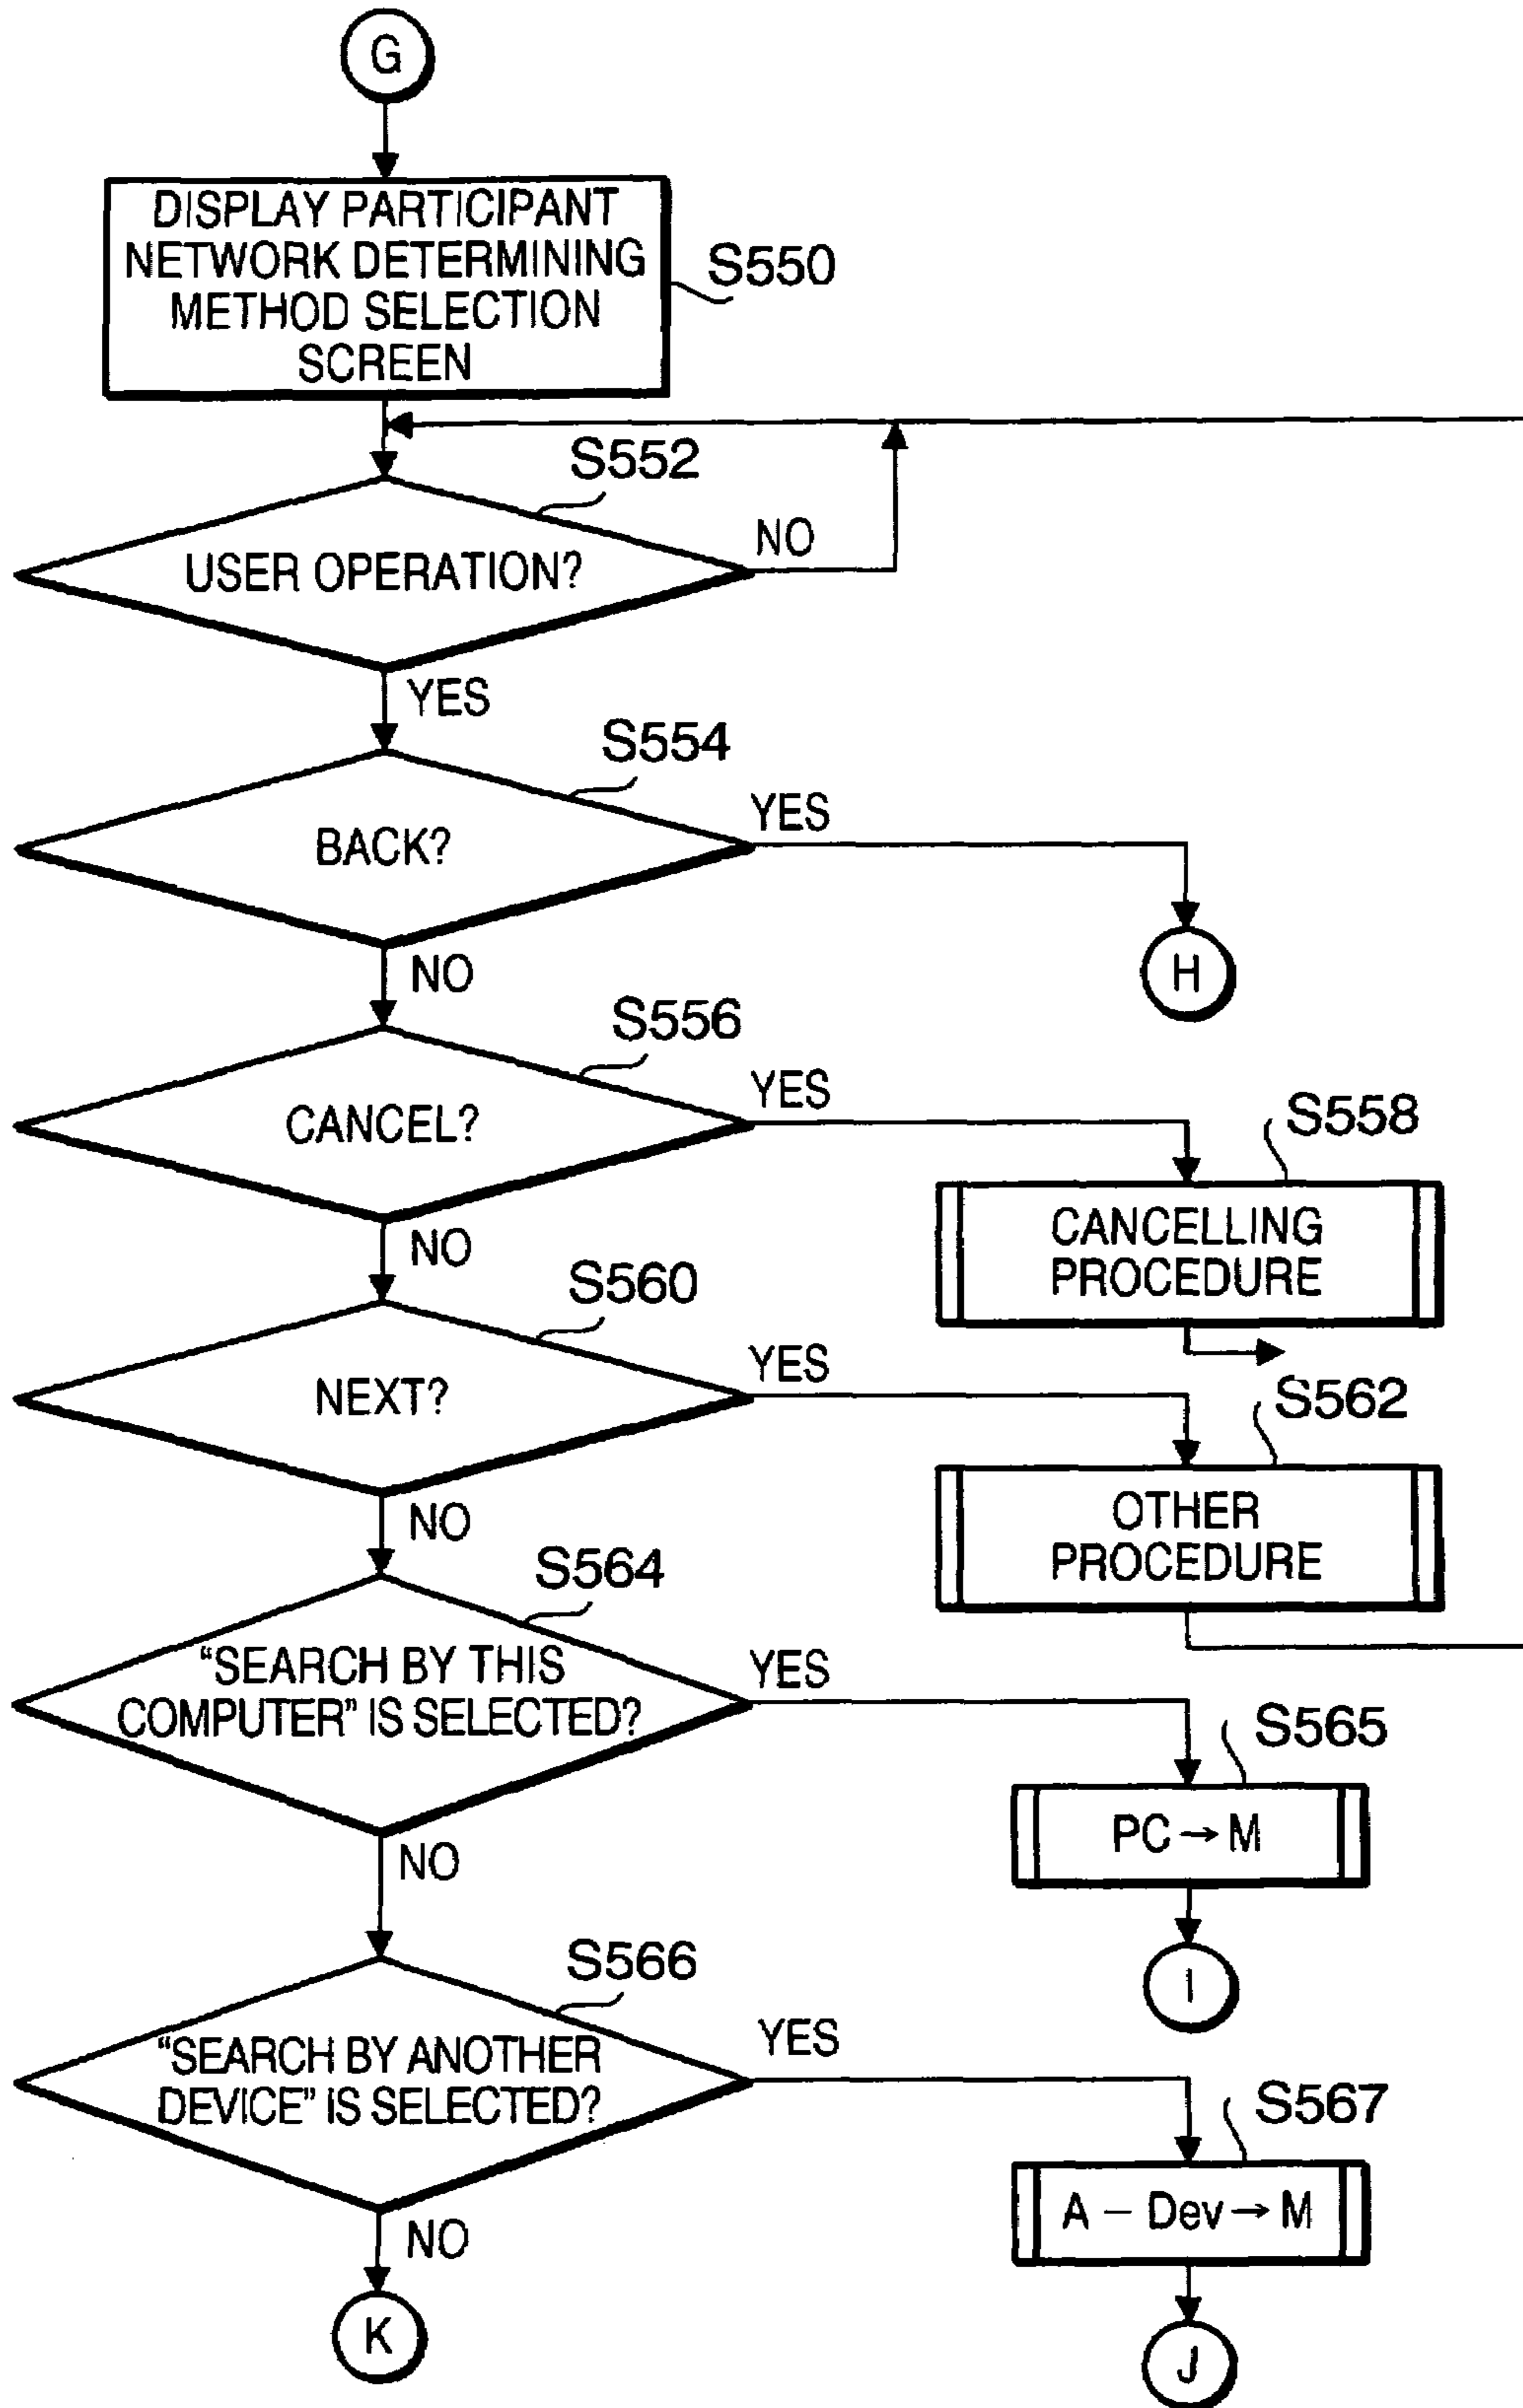 G
DISPLAY PARTICIPANT
NETWORK DETERMINING
METHOD SELECTION
SCREEN
S550
S552
USER OPERATION?
NO
YES
S554
BACK?
YES
H
NO
S556
CANCEL?
YES
S558
CANCELLING
PROCEDURE
NO
S560
NEXT?
YES
S562
OTHER
PROCEDURE
NO
S564
“SEARCH BY THIS
COMPUTER” IS SELECTED?
YES
S565
PC → M
I
NO
S566
“SEARCH BY ANOTHER
DEVICE” IS SELECTED?
YES
S567
A – Dev → M
J
NO
K